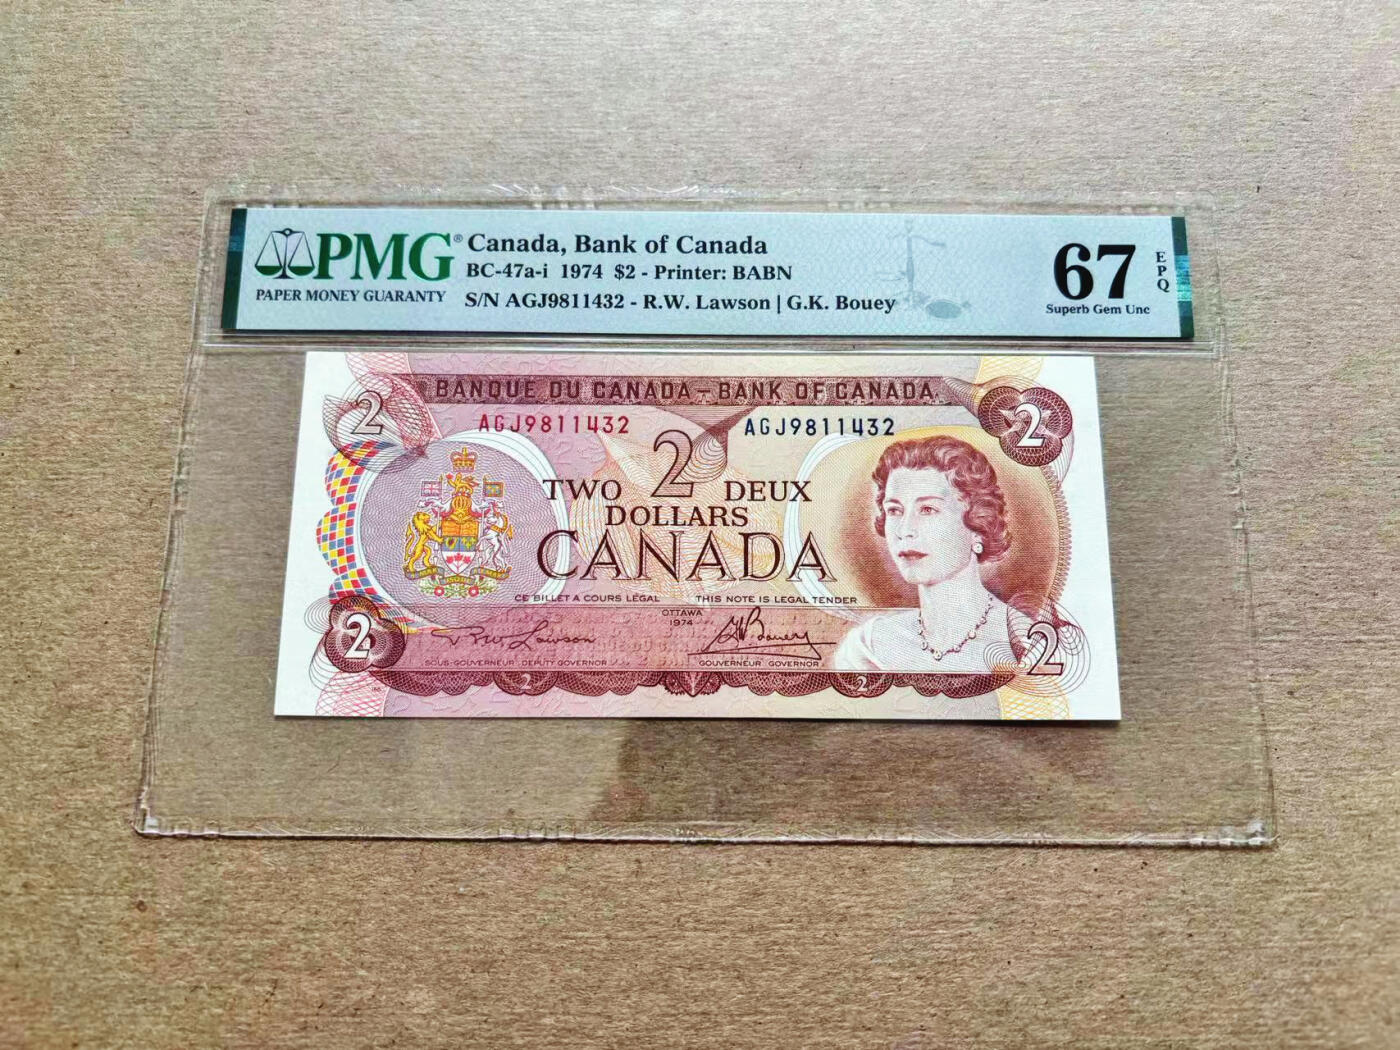 PMG® Canada, Bank of Canada
BC-47a-i 1974 $2 - Printer: BABN
PAPER MONEY GUARANTY
S/N AGJ9811432 - R.W. Lawson | G.K. Bouey
67
EPQ
Superb Gem Unc
BANQUE DU CANADA – BANK OF CANADA
2
2
AGJ9811432
AGJ9811432
2
TWO DEUX
DOLLARS
CANADA
CE BILLET A COURS LÉGAL THIS NOTE IS LEGAL TENDER
OTTAWA
1974
2
R W Lawson
G K Bouey
2
SOUS-GOUVERNEUR DEPUTY GOVERNOR
GOUVERNEUR GOVERNOR
2
2